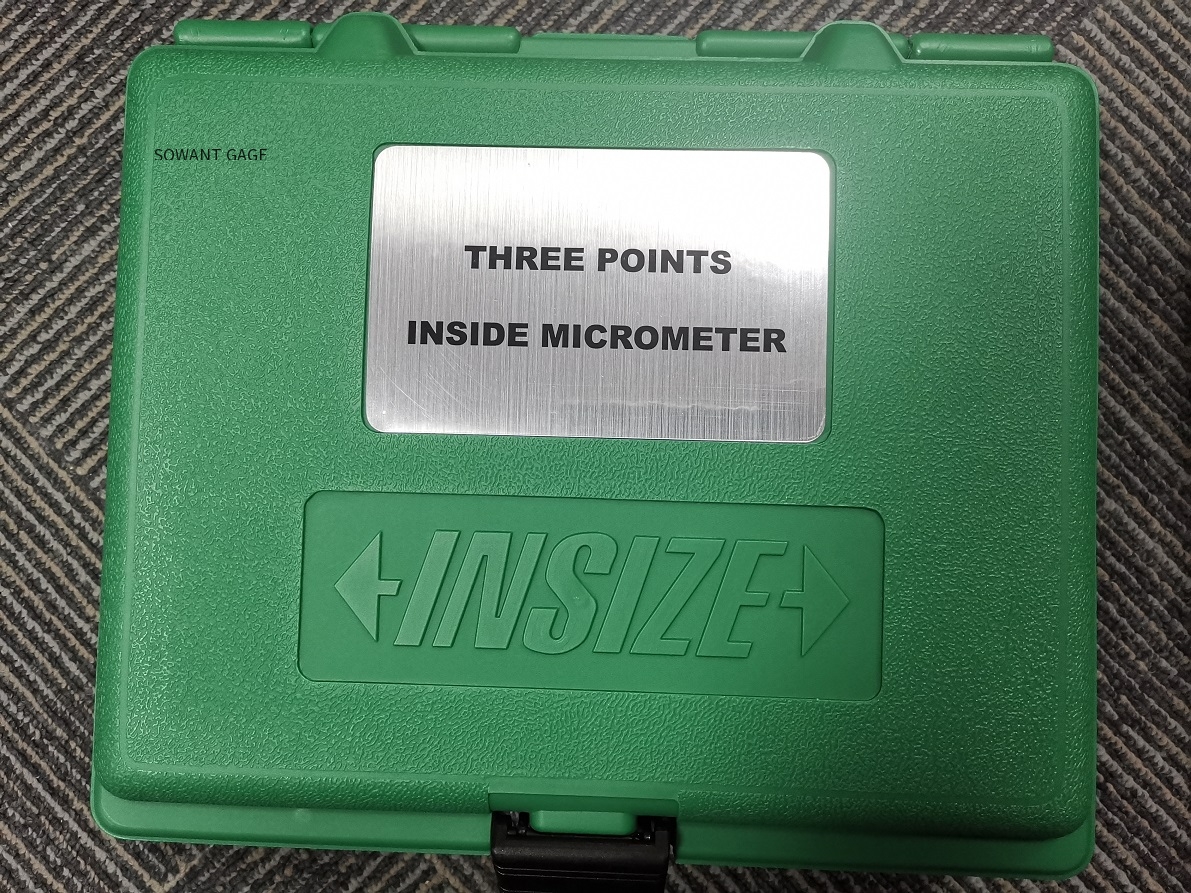 SOWANT GAGE
THREE POINTS
INSIDE MICROMETER
INSIZE